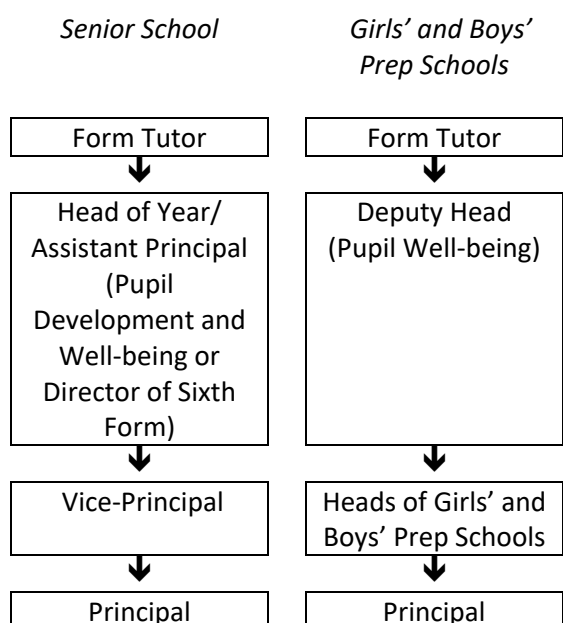 Senior School
Form Tutor
Head of Year/
Assistant Principal
(Pupil
Development and
Well-being or
Director of Sixth
Form)
Vice-Principal
Principal
Girls’ and Boys’
Prep Schools
Form Tutor
Deputy Head
(Pupil Well-being)
Heads of Girls’ and
Boys’ Prep Schools
Principal